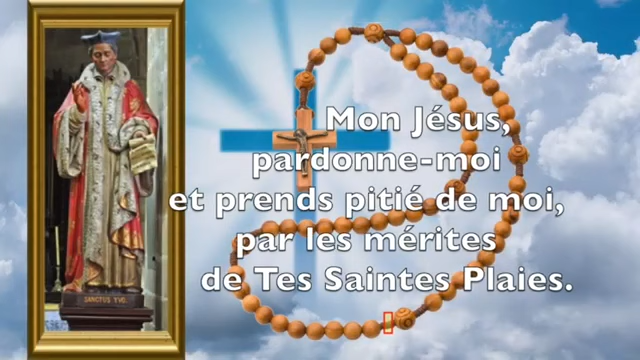 Mon Jésus,
pardonne-moi
et prends pitié de moi,
par les mérites
de Tes Saintes Plaies.
SANCTUS YVO.